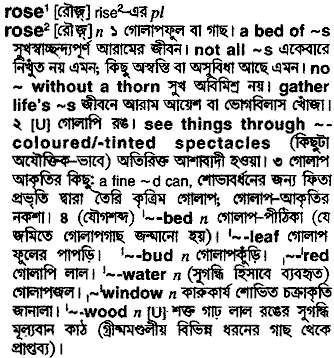 rose¹ [রৌজ়্] rise²-এর pl
rose² [রৌজ়্] n ১ গোলাপফুল বা গাছ। a bed of ~s
সুখস্বাচ্ছন্দ্যপূর্ণ আরামের জীবন। not all ~s একেবারে
নিখুঁত নয় এমন; কিছু অস্বস্তি বা অসুবিধা আছে এমন। no
~ without a thorn সুখ অবিমিশ্র নয়। gather
life's ~s জীবনে আরাম আয়েশ বা ভোগবিলাস খোঁজা।
২ [U] গোলাপি রঙ। see things through ~-
coloured/-tinted spectacles (কিছুটা
অযৌক্তিক-ভাবে) অতিরিক্ত আশাবাদী হওয়া। ৩ গোলাপ
আকৃতির কিছু: a fine ~d can, শোভাবর্ধনের জন্য ফিতা
প্রভৃতি দ্বারা তৈরি কৃত্রিম গোলাপ; গোলাপ-আকৃতির
নকশা। ৪ (যৌগশব্দ) ˈ~-bed n গোলাপ-পীঠিকা (যে
জমিতে গোলাপগাছ জন্মানো হয়)। ˈ~-leaf গোলাপ
ফুলের পাপড়ি। ˈ~-bud n গোলাপকুঁড়ি। ˌ~-ˈred
গোলাপি লাল। ˈ~-water n (সুগন্ধি হিসাবে ব্যবহৃত)
গোলাপজল। ˌ~ˈwindow n কারুকার্য শোভিত চক্রাকৃতি
জানালা। ˈ~-wood n [U] শক্ত গাঢ় লাল রঙের সুগন্ধি
মূল্যবান কাঠ (গ্রীষ্মমণ্ডলীয় বিভিন্ন ধরনের গাছ থেকে
প্রাপ্তব্য)।